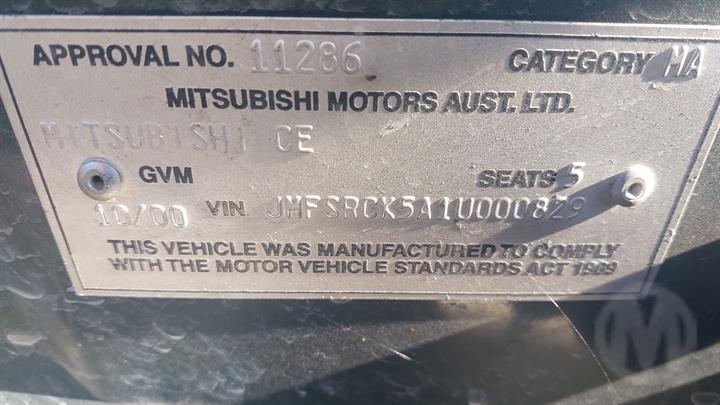 APPROVAL NO. 11286 CATEGORY MA
MITSUBISHI MOTORS AUST. LTD.
MITSUBISHI CE
GVM SEATS 5
10/00 VIN JMFSRCK5A1U000829
THIS VEHICLE WAS MANUFACTURED TO COMPLY
WITH THE MOTOR VEHICLE STANDARDS ACT 1989
M